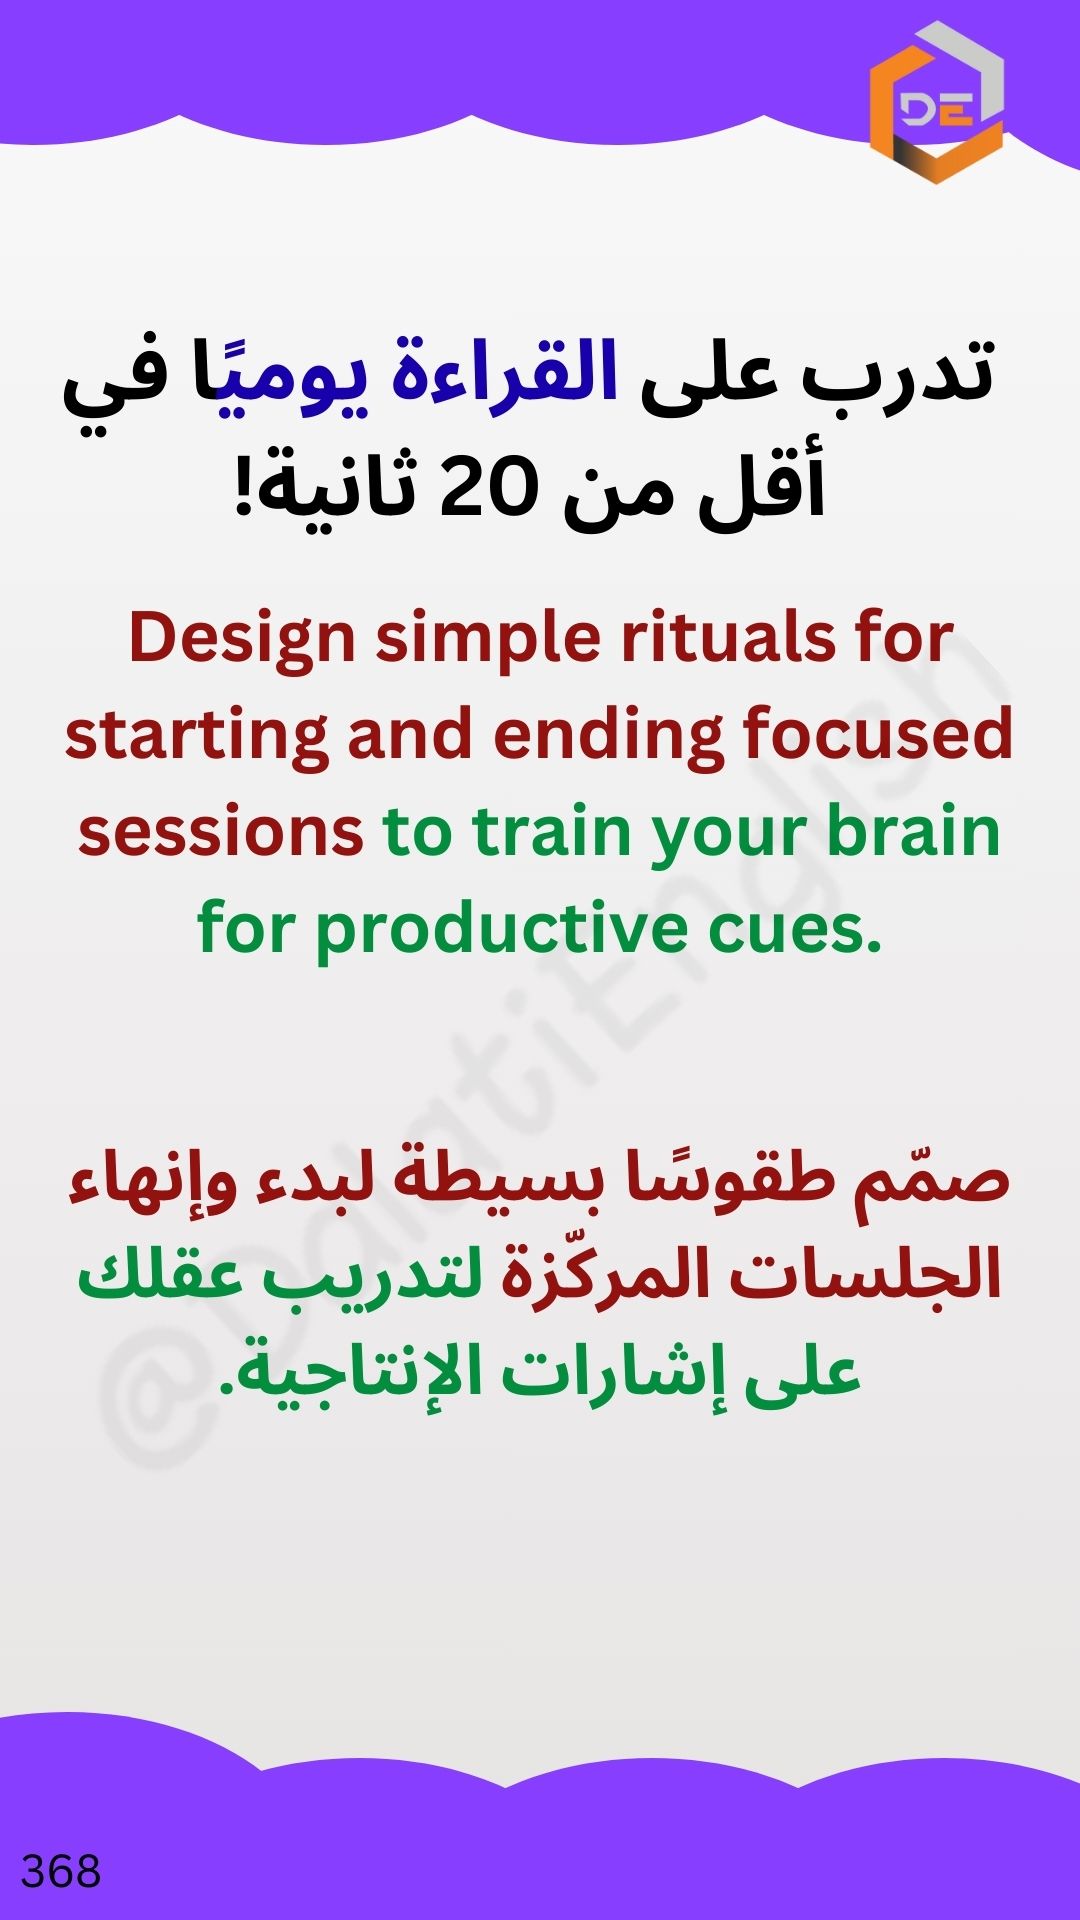 DE
تدرب على القراءة يوميًا في
أقل من 20 ثانية!
Design simple rituals for
starting and ending focused
sessions to train your brain
for productive cues.
صمّم طقوسًا بسيطة لبدء وإنهاء
الجلسات المركّزة لتدريب عقلك
على إشارات الإنتاجية.
@DalatiEnglish
368